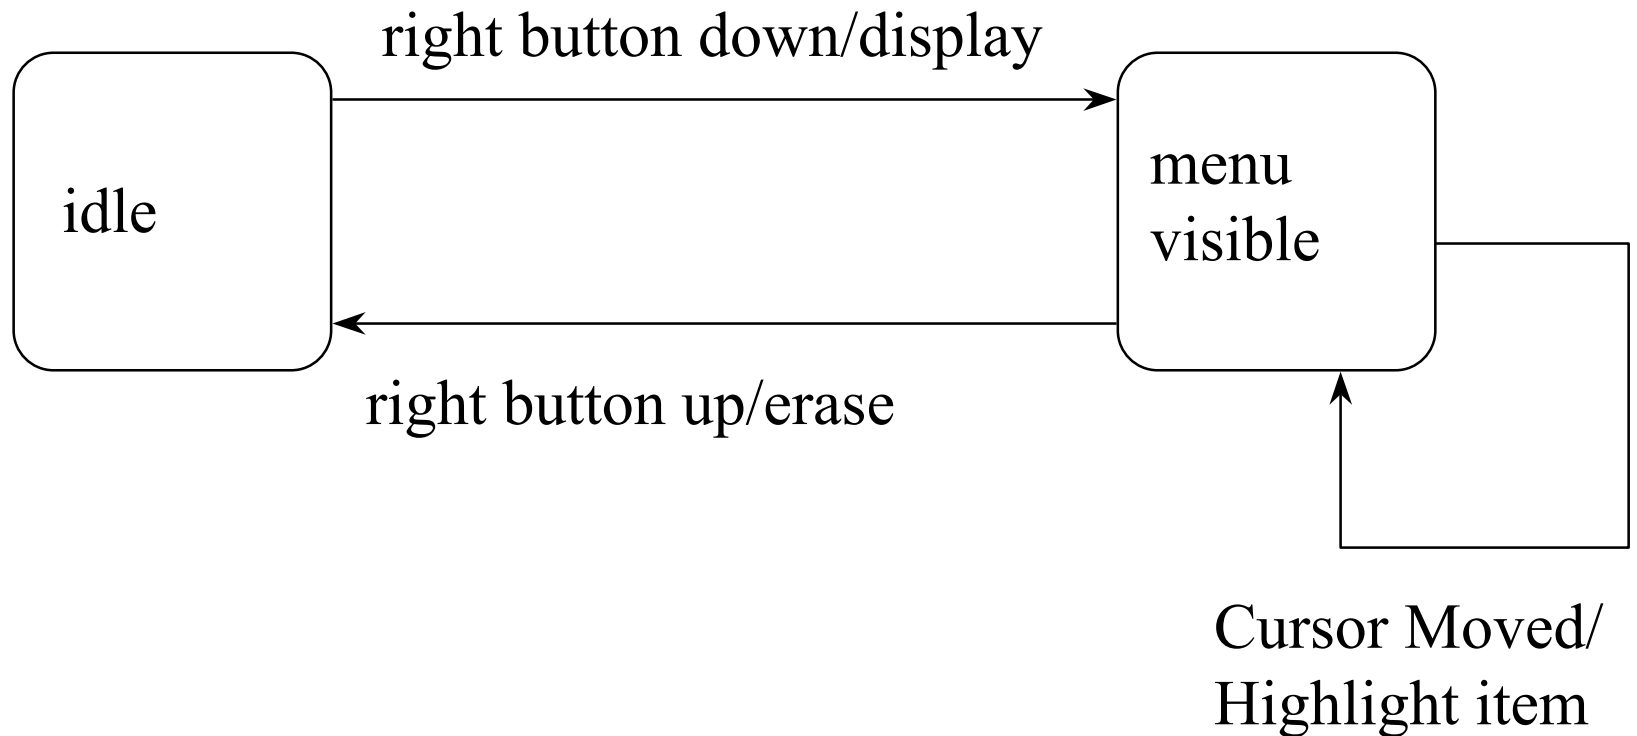 right button down/display
idle
menu
visible
right button up/erase
Cursor Moved/
Highlight item